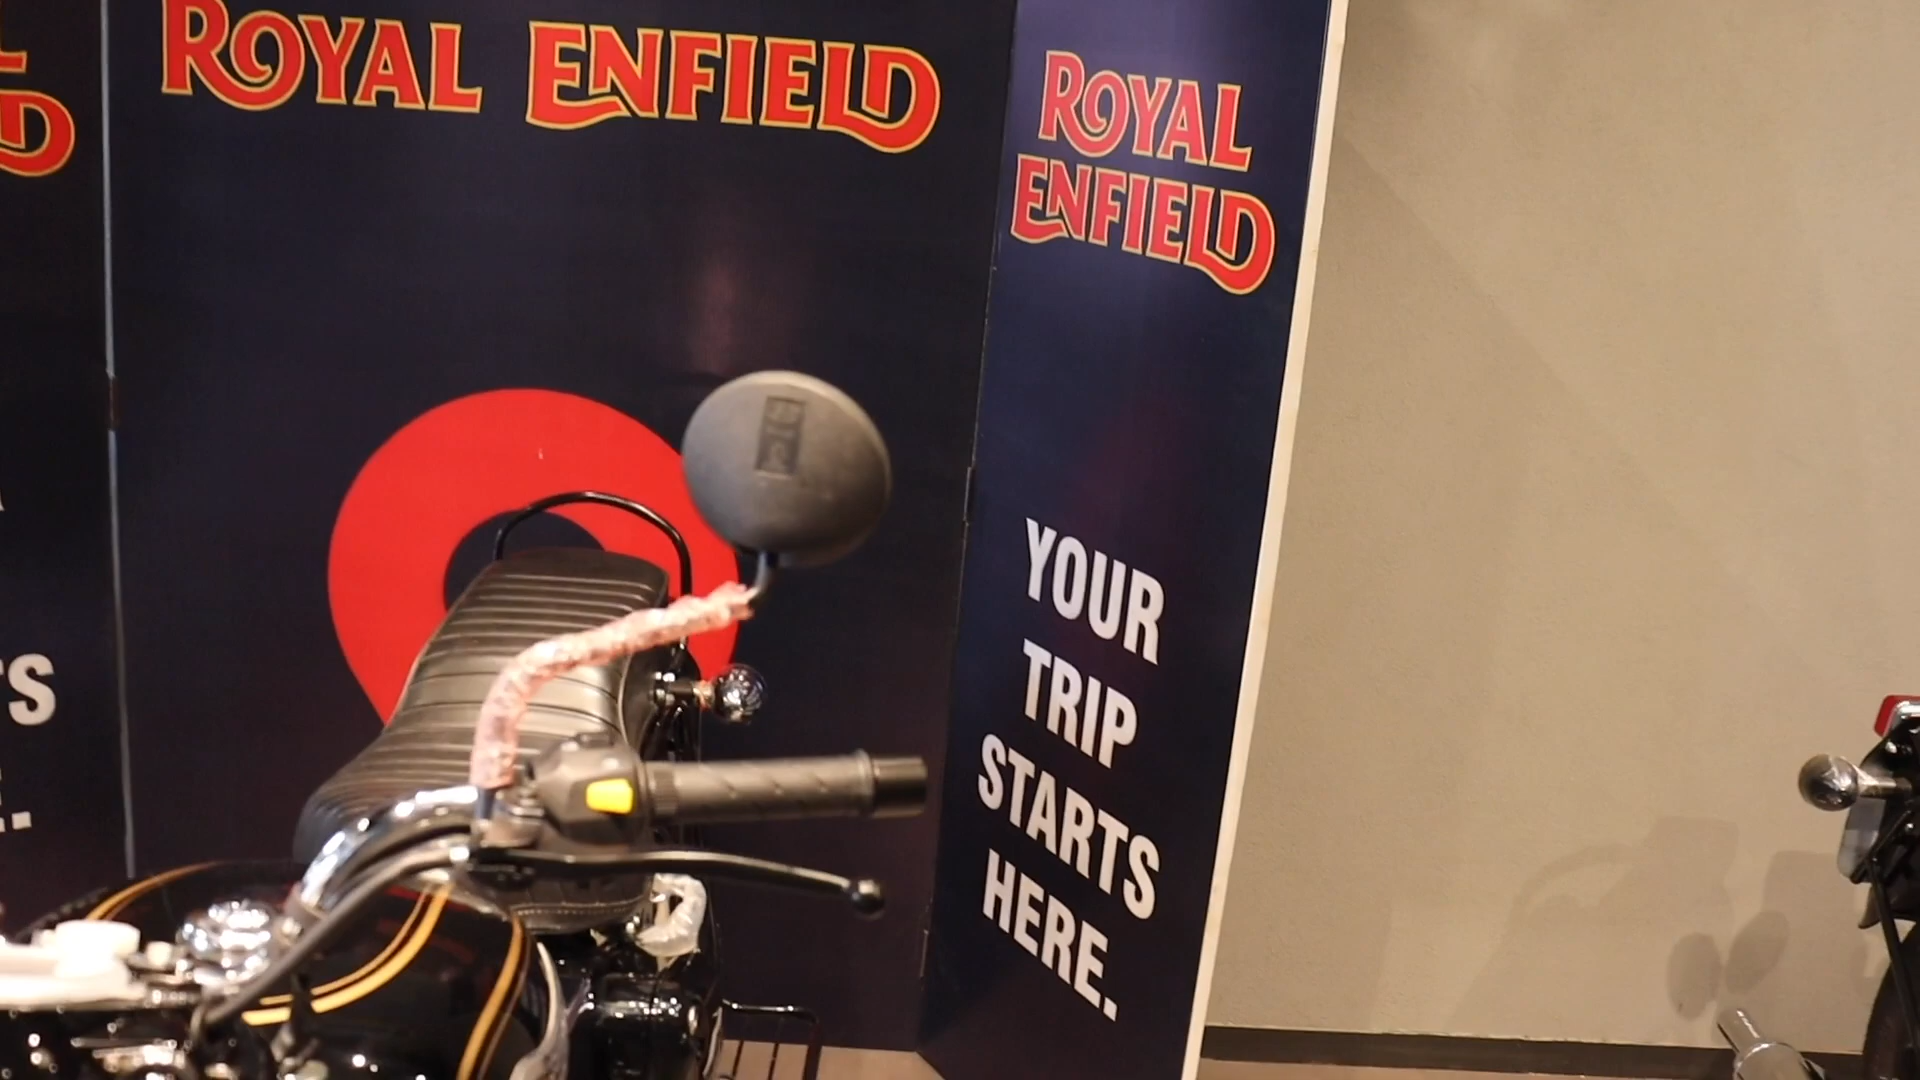 ROYAL ENFIELD
ROYAL
ENFIELD
YOUR
TRIP
STARTS
HERE.